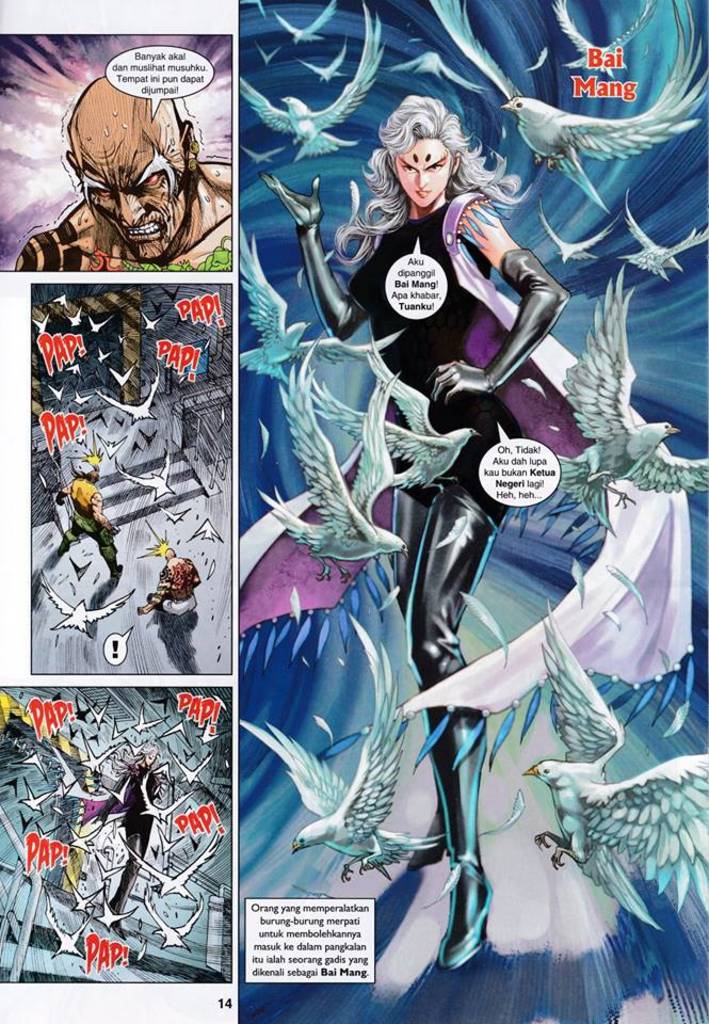 Banyak akal
dan muslihat musuhku.
Tempat ini pun dapat
dijumpai!
PAP!
PAP!
PAP!
PAP!
PAP!
!
PAP!
PAP!
PAP!
PAP!
PAP!
Bai
Mang
Aku
dipanggil
Bai Mang!
Apa khabar,
Tuanku!
Oh, Tidak!
Aku dah lupa
kau bukan Ketua
Negeri lagi!
Heh, heh...
Orang yang memperalatkan
burung-burung merpati
untuk membolehkannya
masuk ke dalam pangkalan
itu ialah seorang gadis yang
dikenali sebagai Bai Mang.
14